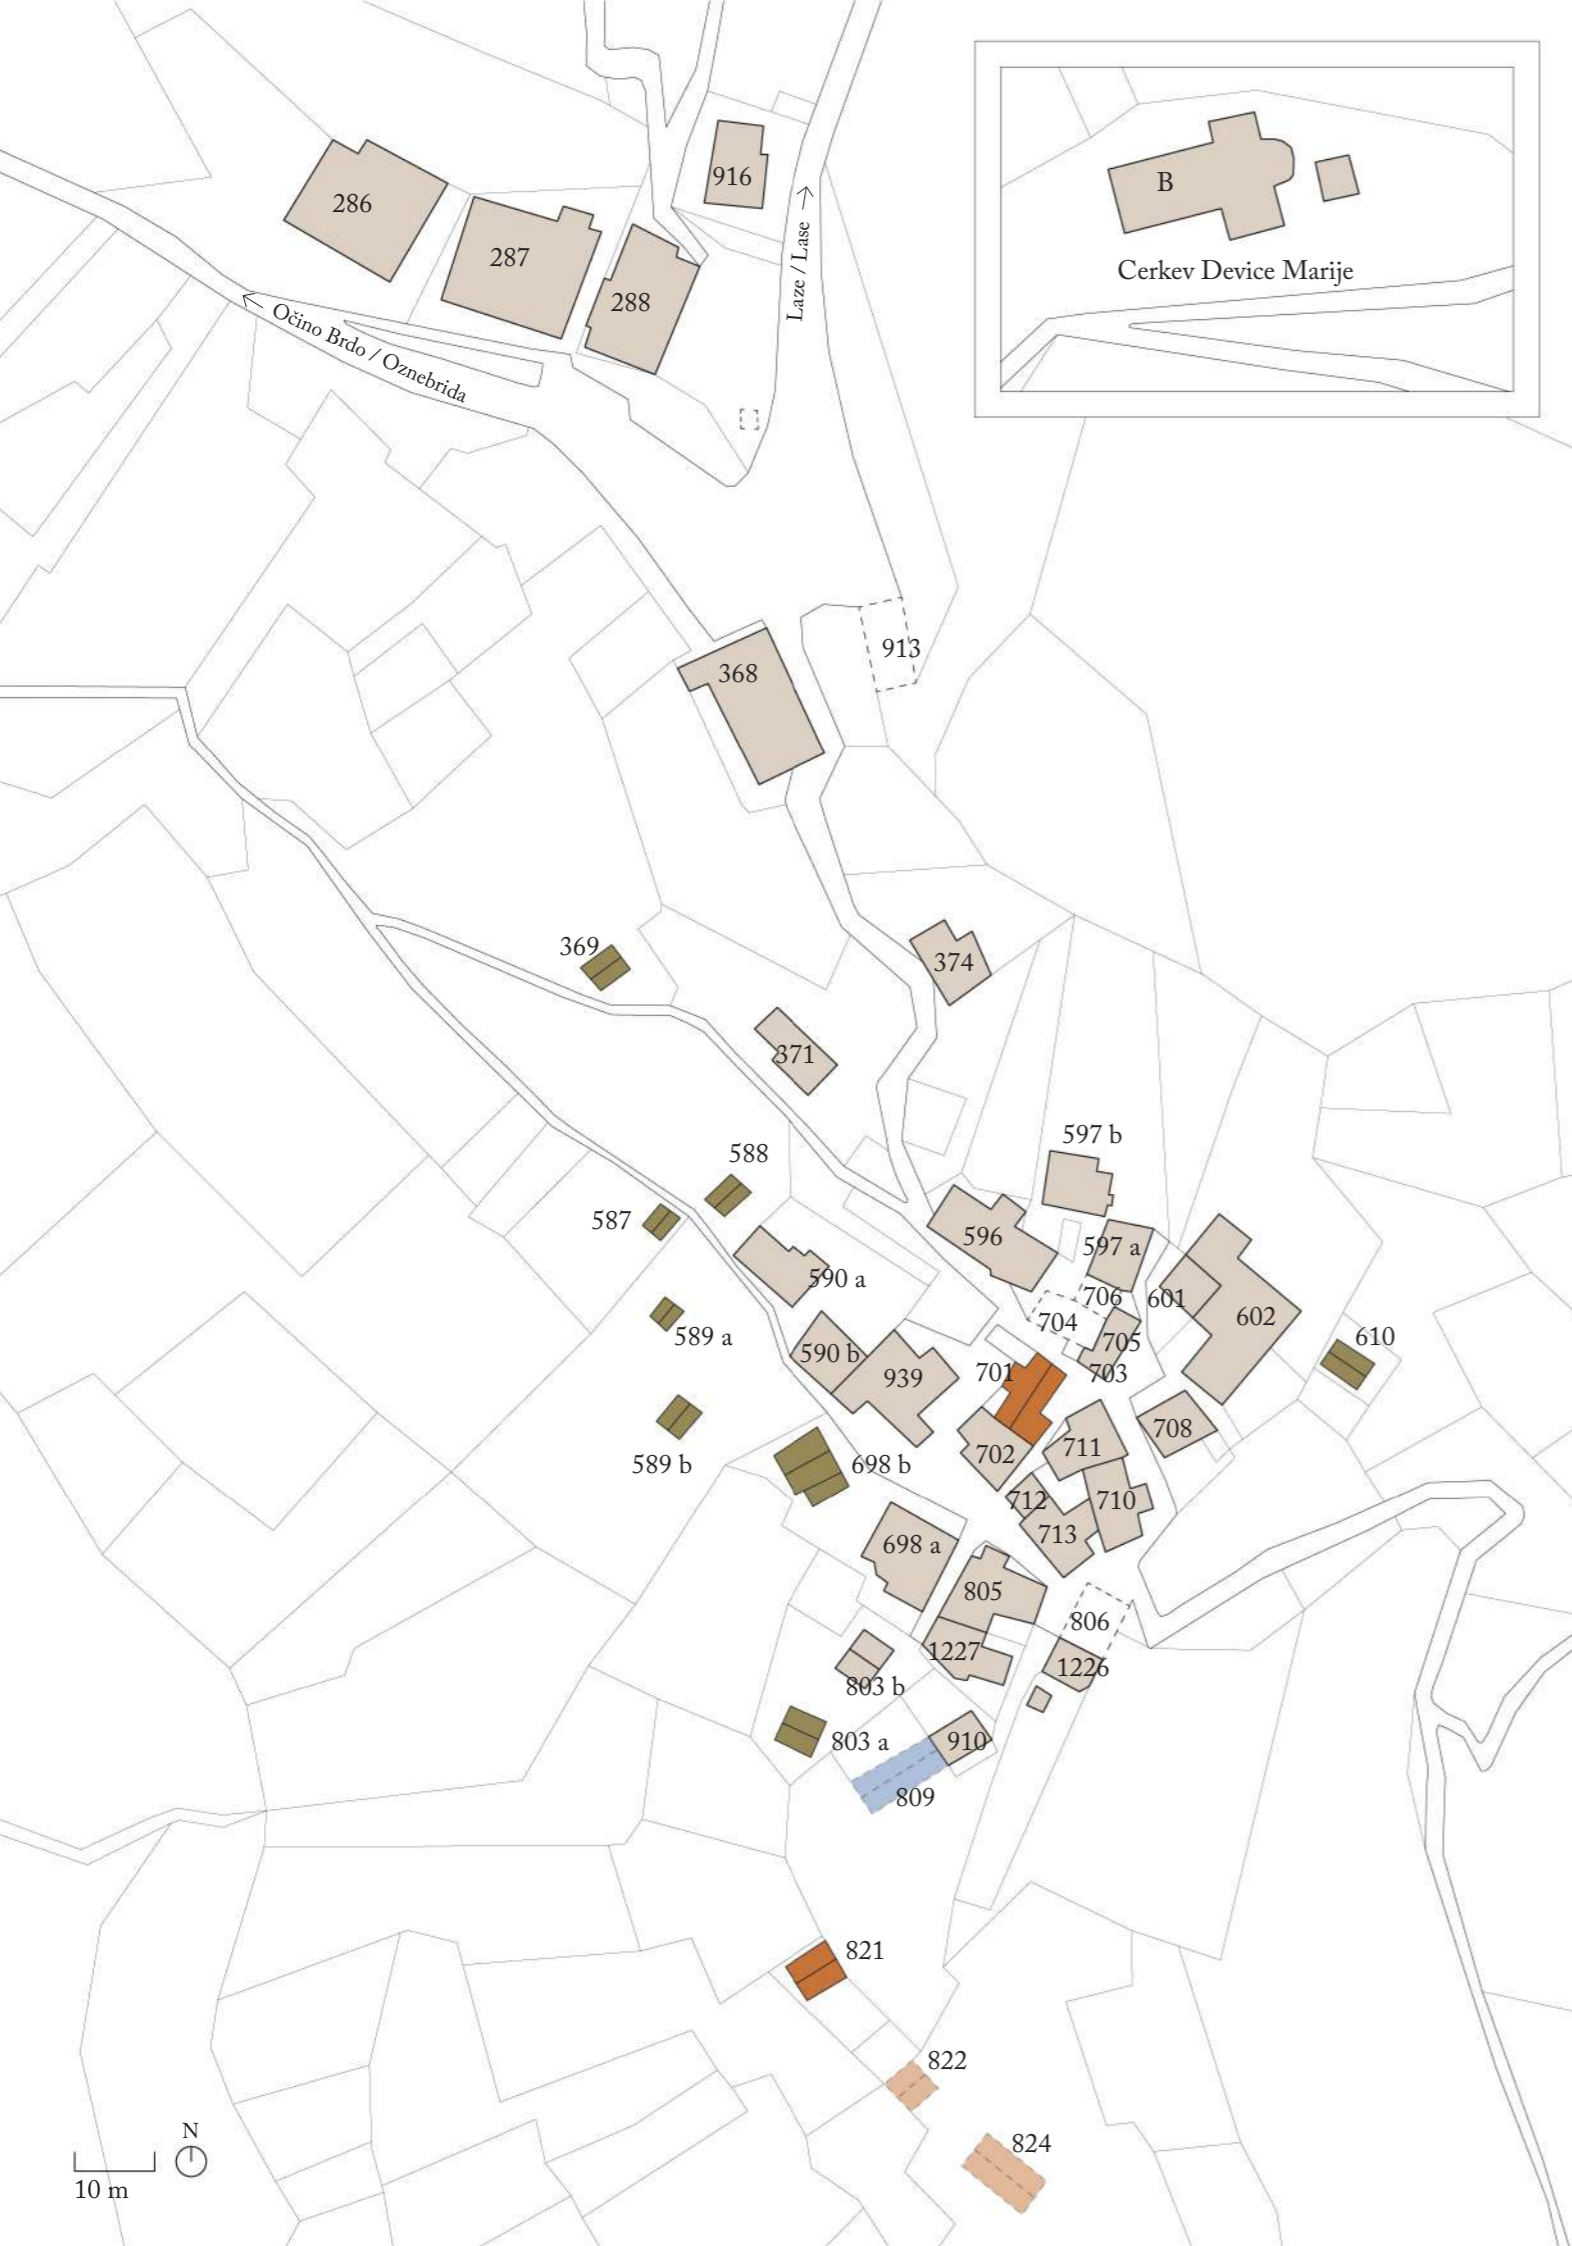 916
B
286
Cerkev Device Marije
287
Laze / Lase
288
Očino Brdo / Oznebrida
913
368
369
374
371
597 b
588
587
596
597 a
590 a
706
601
704
602
589 a
705
610
590 b
701
703
939
708
702
711
589 b
698 b
712
710
713
698 a
805
806
1227
1226
803 b
803 a
910
809
821
822
N
824
10 m